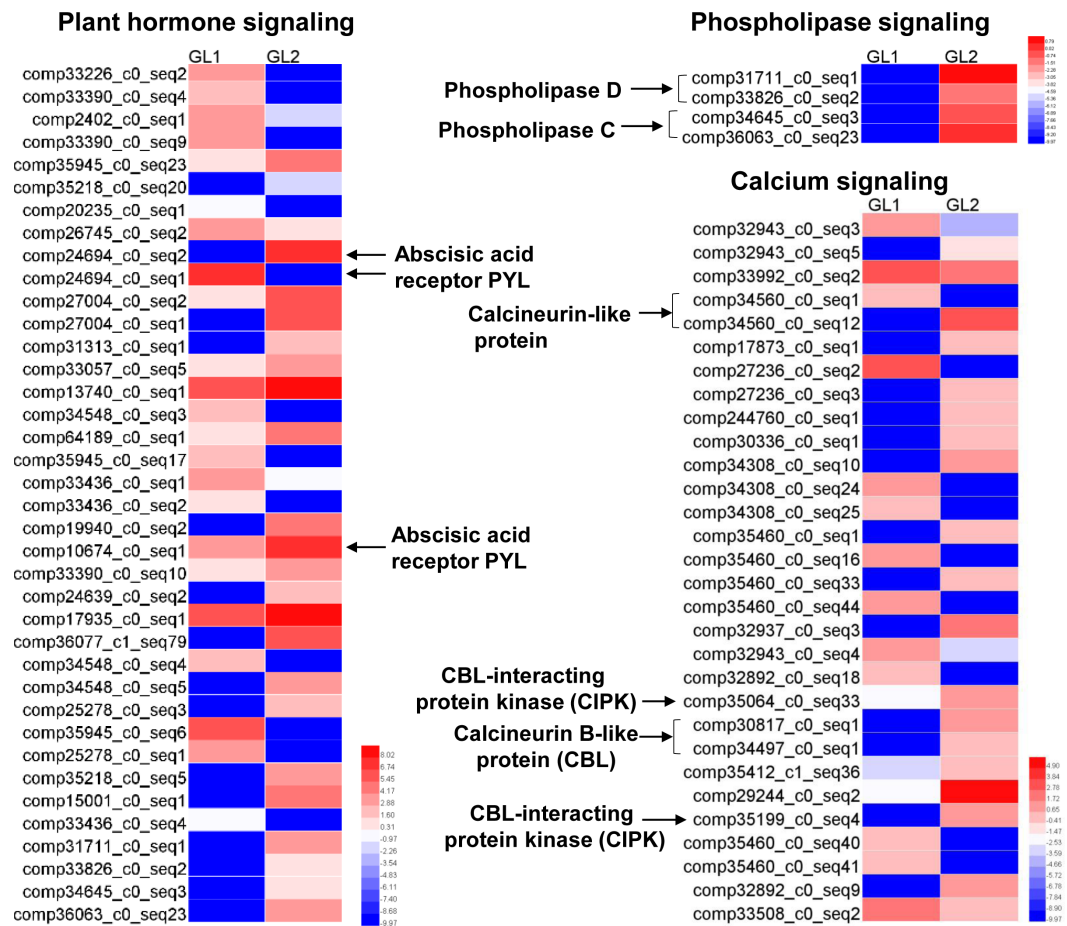 Plant hormone signaling
GL1 GL2
comp33226_c0_seq2
comp33390_c0_seq4
comp2402_c0_seq1
comp33390_c0_seq9
comp35945_c0_seq23
comp35218_c0_seq20
comp20235_c0_seq1
comp26745_c0_seq2
comp24694_c0_seq2
comp24694_c0_seq1
comp27004_c0_seq2
comp27004_c0_seq1
comp31313_c0_seq1
comp33057_c0_seq5
comp13740_c0_seq1
comp34548_c0_seq3
comp64189_c0_seq1
comp35945_c0_seq17
comp33436_c0_seq1
comp33436_c0_seq2
comp19940_c0_seq2
comp10674_c0_seq1
comp33390_c0_seq10
comp24639_c0_seq2
comp17935_c0_seq1
comp36077_c1_seq79
comp34548_c0_seq4
comp34548_c0_seq5
comp25278_c0_seq3
comp35945_c0_seq6
comp25278_c0_seq1
comp35218_c0_seq5
comp15001_c0_seq1
comp33436_c0_seq4
comp31711_c0_seq1
comp33826_c0_seq2
comp34645_c0_seq3
comp36063_c0_seq23
Abscisic acid
receptor PYL
Abscisic acid
receptor PYL
8.02
6.74
5.17
4.17
2.88
1.60
0.31
-0.97
-2.26
-3.54
-4.83
-6.11
-7.40
-8.68
-9.97
Phospholipase signaling
GL1 GL2
Phospholipase D
Phospholipase C
comp31711_c0_seq1
comp33826_c0_seq2
comp34645_c0_seq3
comp36063_c0_seq23
Calcium signaling
GL1 GL2
comp32943_c0_seq3
comp32943_c0_seq5
comp33992_c0_seq2
comp34560_c0_seq1
comp34560_c0_seq12
comp17873_c0_seq1
comp27236_c0_seq2
comp27236_c0_seq3
comp244760_c0_seq1
comp30336_c0_seq1
comp34308_c0_seq10
comp34308_c0_seq24
comp34308_c0_seq25
comp35460_c0_seq1
comp35460_c0_seq16
comp35460_c0_seq33
comp35460_c0_seq44
comp32937_c0_seq3
comp32943_c0_seq4
comp32892_c0_seq18
comp35064_c0_seq33
comp30817_c0_seq1
comp34497_c0_seq1
comp35412_c1_seq36
comp29244_c0_seq2
comp35199_c0_seq4
comp35460_c0_seq40
comp35460_c0_seq41
comp32892_c0_seq9
comp33508_c0_seq2
Calcineurin-like
protein
CBL-interacting
protein kinase (CIPK)
Calcineurin B-like
protein (CBL)
CBL-interacting
protein kinase (CIPK)
4.90
3.84
2.78
1.72
0.65
-0.41
-1.47
-2.53
-3.59
-4.65
-5.72
-6.78
-7.84
-8.90
-9.97